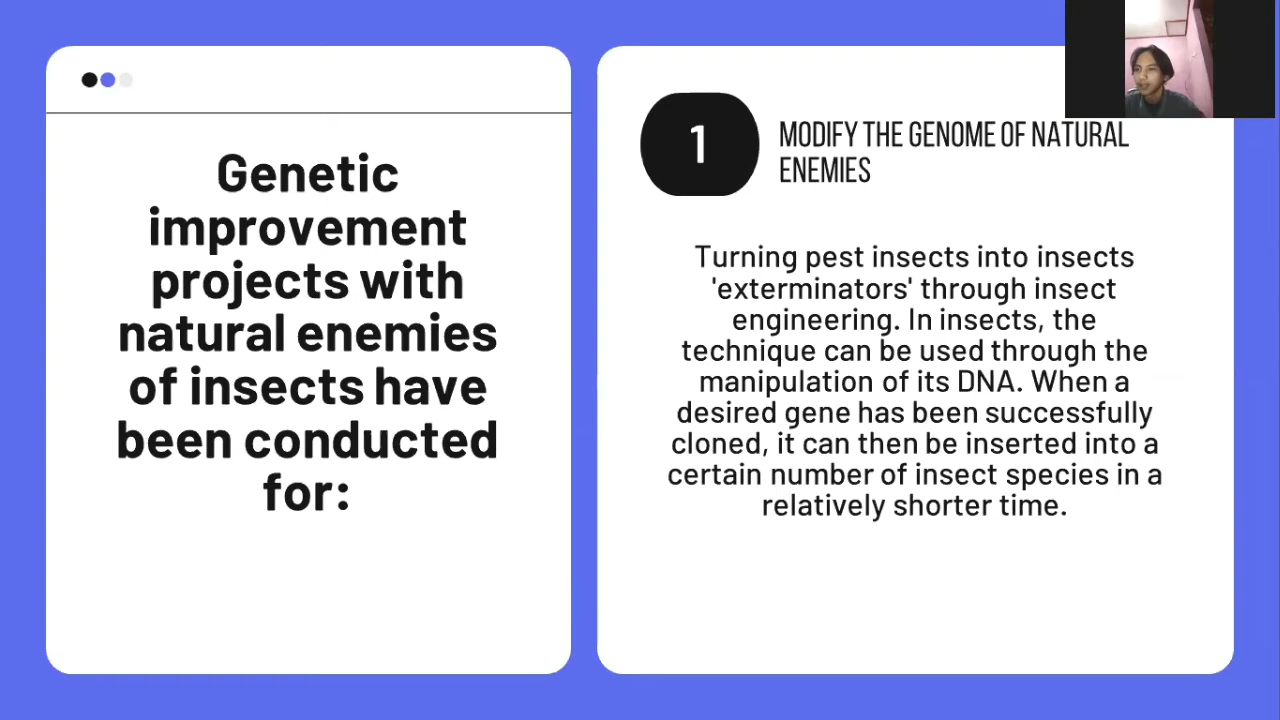 Genetic
improvement
projects with
natural enemies
of insects have
been conducted
for:
1
MODIFY THE GENOME OF NATURAL
ENEMIES
Turning pest insects into insects
'exterminators' through insect
engineering. In insects, the
technique can be used through the
manipulation of its DNA. When a
desired gene has been successfully
cloned, it can then be inserted into a
certain number of insect species in a
relatively shorter time.